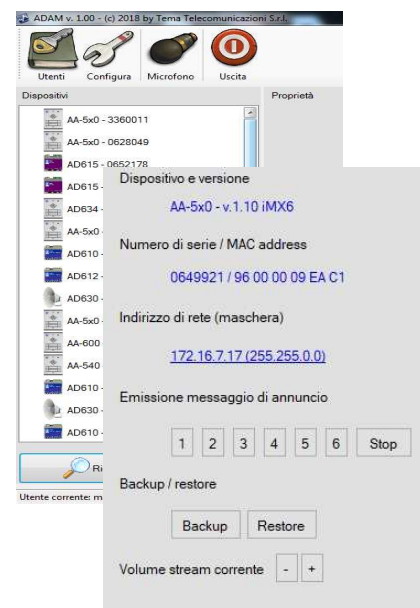 ADAM v. 1.00 - (c) 2018 by Tema Telecomunicazioni S.r.l.
Utenti Configura Microfono Uscita
Dispositivi
Proprietà
AA-5x0 - 3360011
AA-5x0 - 0628049
AD615 - 0652178
AD615 -
AD634 -
AA-5x0 -
AD610 -
AD612 -
AD630 -
AA-5x0 -
AA-600
AA-540
AD610 -
AD630 -
AD610 -
Ri
Utente corrente: m
Dispositivo e versione
AA-5x0 - v.1.10 iMX6
Numero di serie / MAC address
0649921 / 96 00 00 09 EA C1
Indirizzo di rete (maschera)
172.16.7.17 (255.255.0.0)
Emissione messaggio di annuncio
1 2 3 4 5 6 Stop
Backup / restore
Backup Restore
Volume stream corrente - +